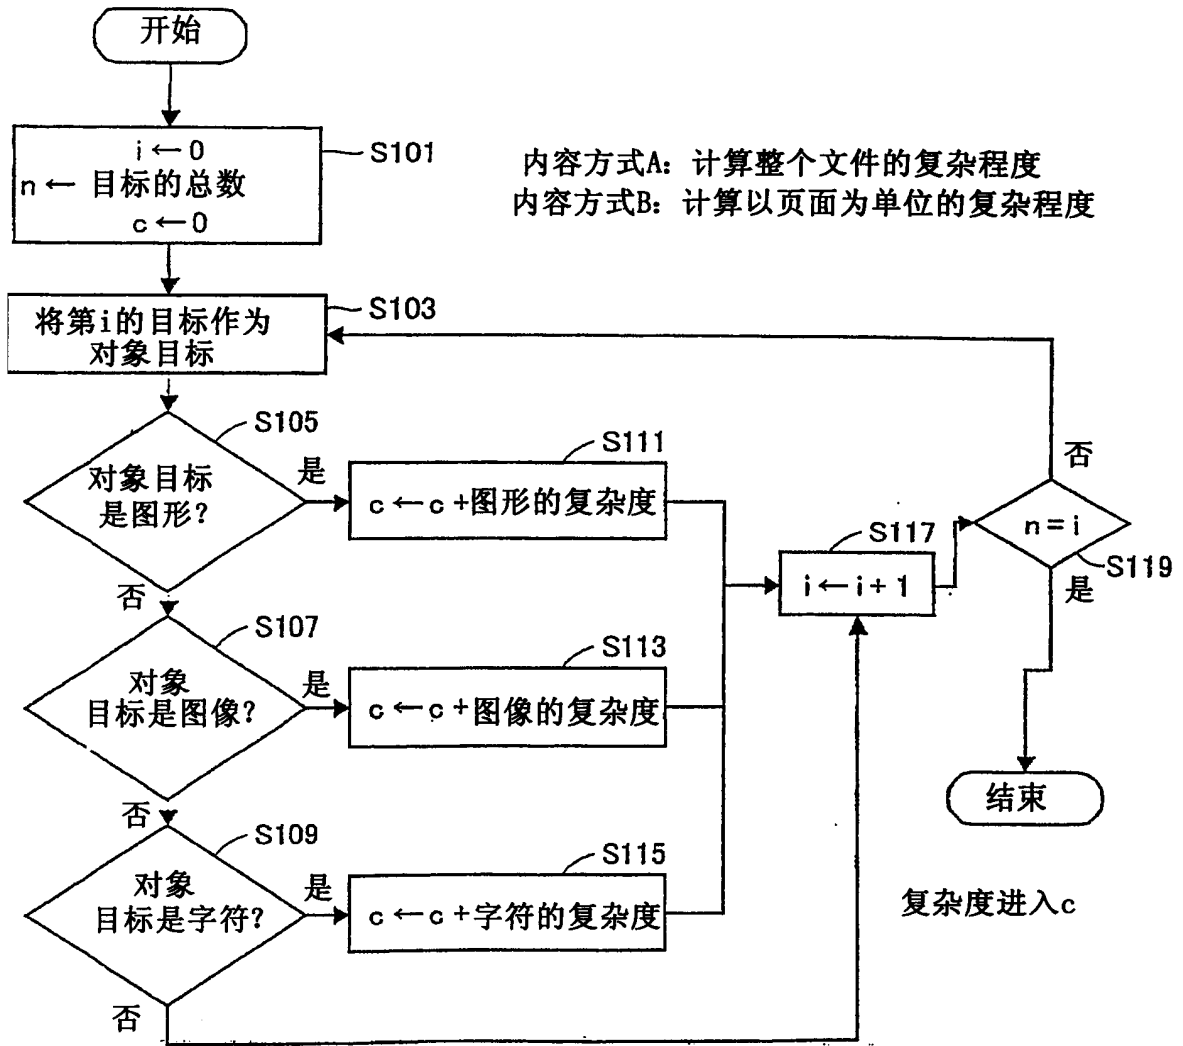 开始
i←0
n← 目标的总数
c←0
S101
内容方式A：计算整个文件的复杂程度
内容方式B：计算以页面为单位的复杂程度
将第i的目标作为
对象目标
S103
对象目标
是图形？
S105
是
否
c←c+图形的复杂度
S111
对象
目标是图像？
S107
是
否
c←c+图像的复杂度
S113
对象
目标是字符？
S109
是
否
c←c+字符的复杂度
S115
i←i+1
S117
n=i
S119
否
是
结束
复杂度进入c